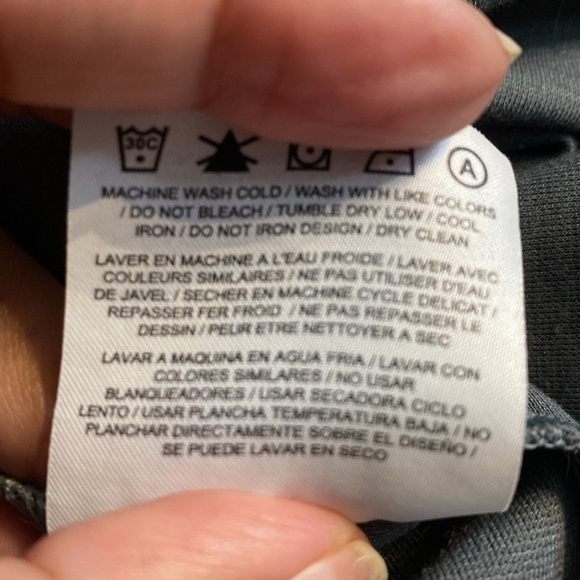 30C
A
MACHINE WASH COLD / WASH WITH LIKE COLORS
/ DO NOT BLEACH / TUMBLE DRY LOW / COOL
IRON / DO NOT IRON DESIGN / DRY CLEAN
LAVER EN MACHINE A L'EAU FROIDE / LAVER AVEC
COULEURS SIMILAIRES / NE PAS UTILISER D'EAU
DE JAVEL / SECHER EN MACHINE CYCLE DELICAT /
REPASSER FER FROID / NE PAS REPASSER LE
DESSIN / PEUR ETRE NETTOYER A SEC
LAVAR A MAQUINA EN AGUA FRIA / LAVAR CON
COLORES SIMILARES / NO USAR
BLANQUEADORES / USAR SECADORA CICLO
LENTO / USAR PLANCHA TEMPERATURA BAJA / NO
PLANCHAR DIRECTAMENTE SOBRE EL DISEÑO /
SE PUEDE LAVAR EN SECO